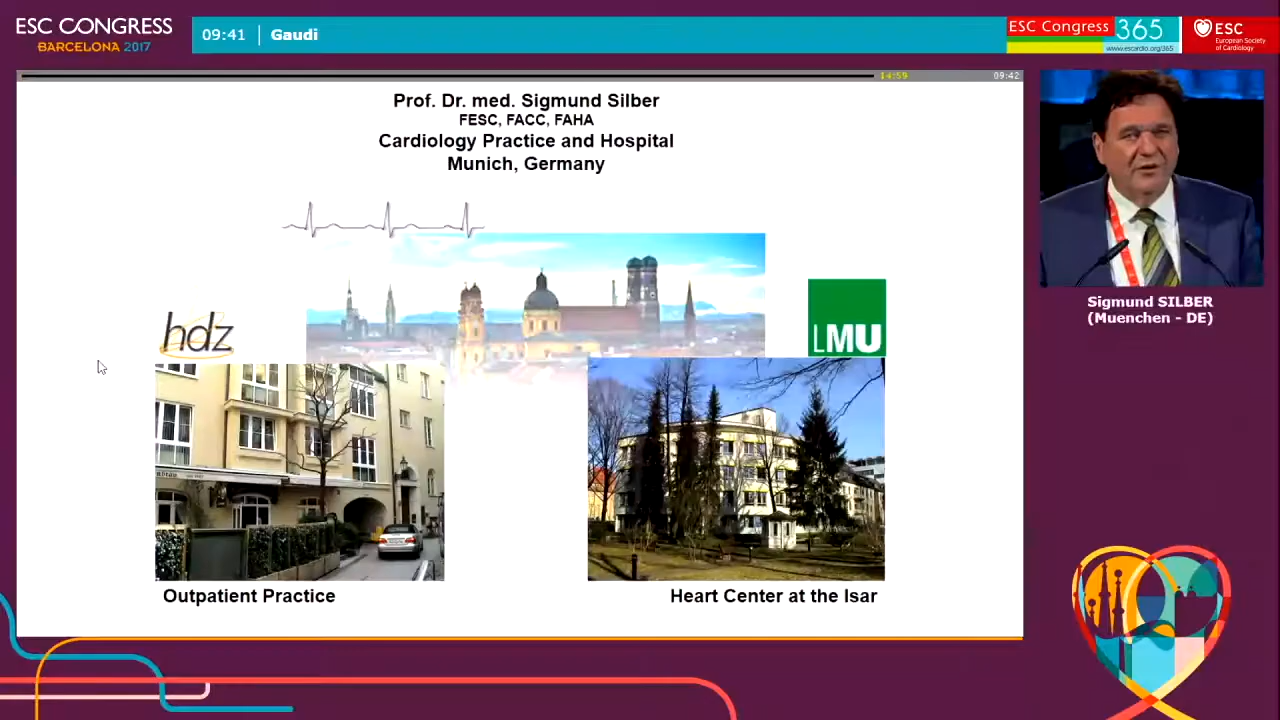 ESC CONGRESS
BARCELONA 2017
09:41
Gaudi
ESC Congress
365
www.escardio.org/365
ESC
European Society
of Cardiology
14:59
09:42
Prof. Dr. med. Sigmund Silber
FESC, FACC, FAHA
Cardiology Practice and Hospital
Munich, Germany
hdz
LMU
Outpatient Practice
Heart Center at the Isar
Sigmund SILBER
(Muenchen - DE)